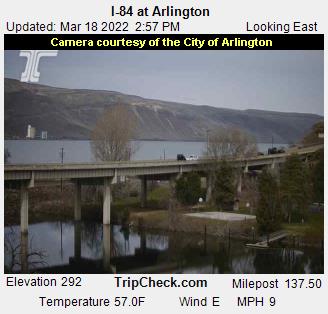 I-84 at Arlington
Updated: Mar 18 2022 2:57 PM Looking East
Camera courtesy of the City of Arlington
Elevation 292 TripCheck.com Milepost 137.50
Temperature 57.0F Wind E MPH 9